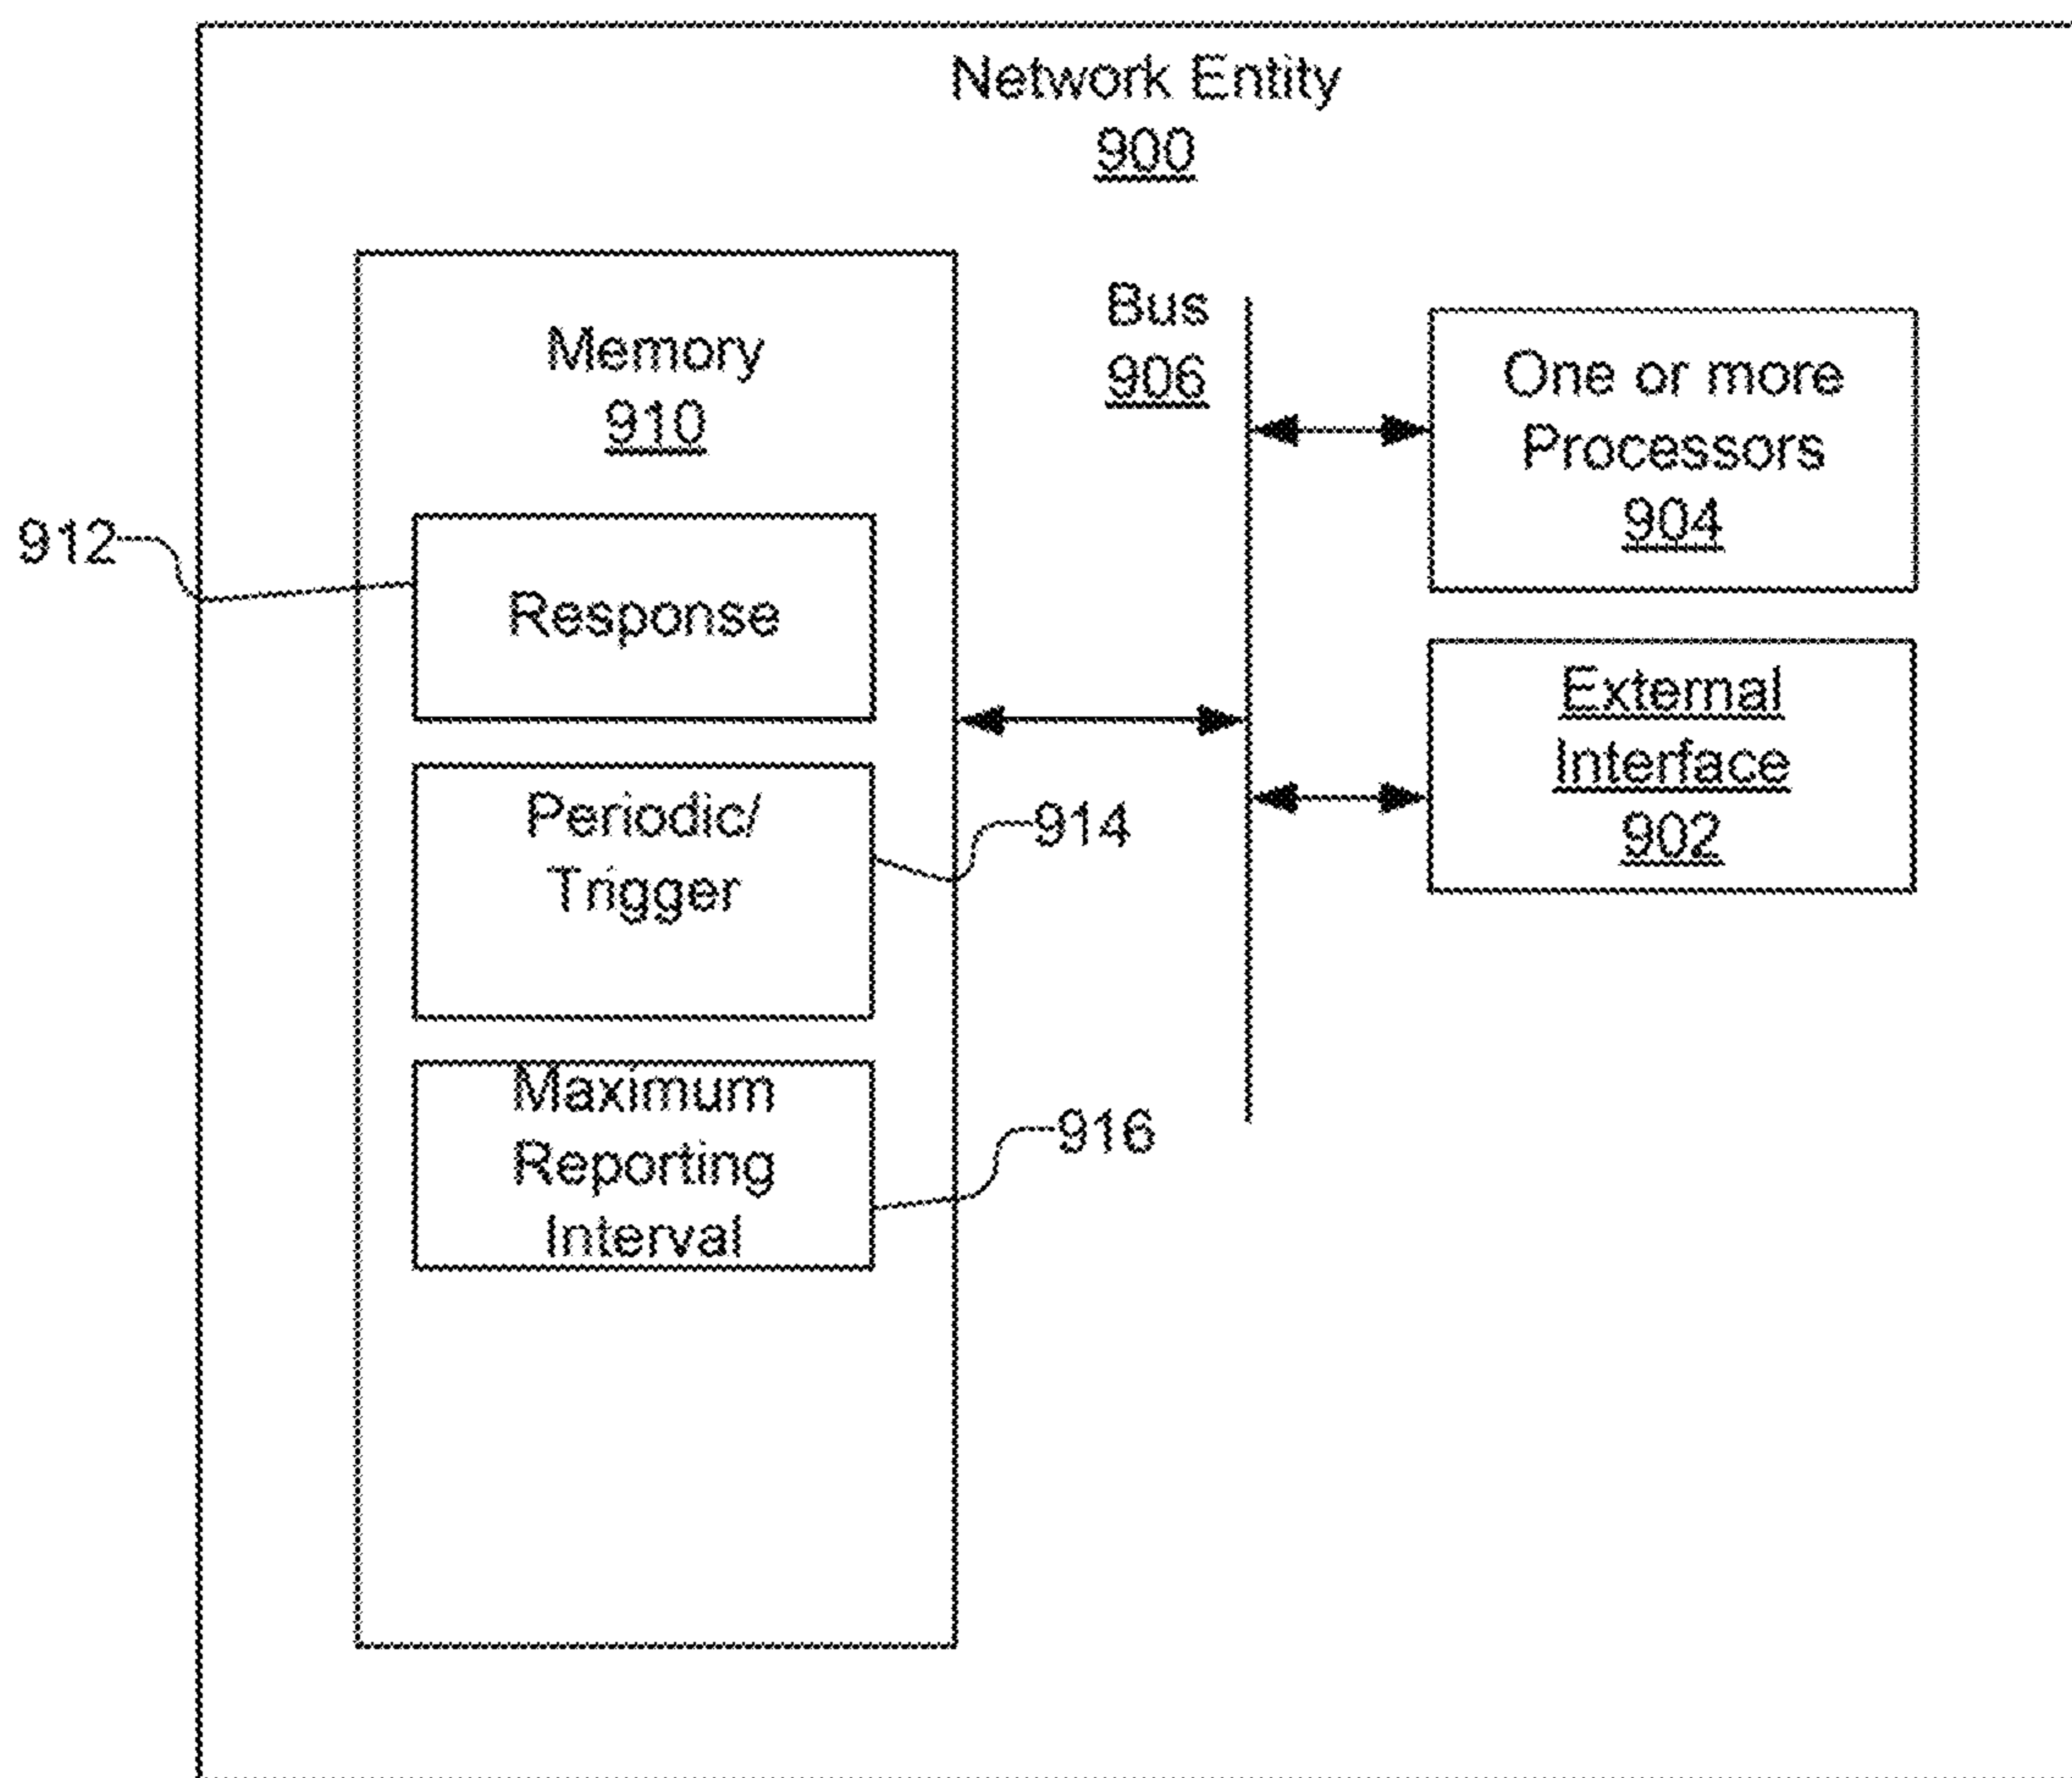 Network Entity
900
Memory
910
Bus
906
One or more
Processors
904
912
Response
External
Interface
902
Periodic/
Trigger
914
Maximum
Reporting
Interval
916